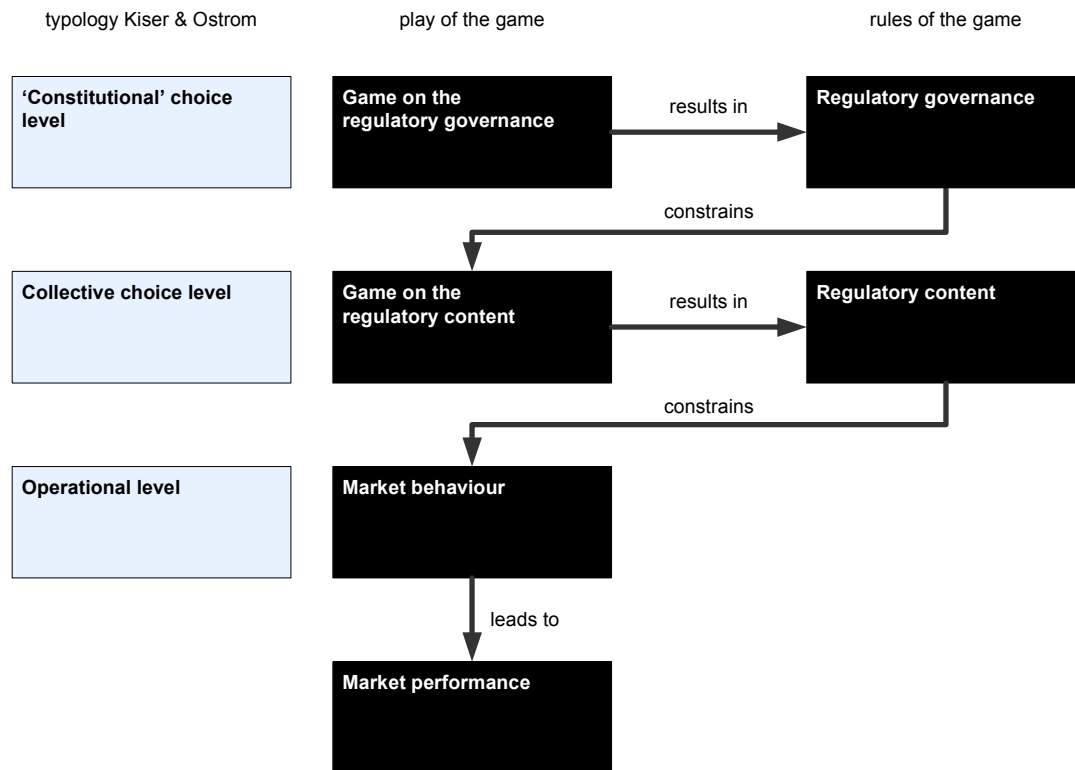 typology Kiser & Ostrom
play of the game
rules of the game
‘Constitutional’ choice
level
Game on the
regulatory governance
results in
Regulatory governance
constrains
Collective choice level
Game on the
regulatory content
results in
Regulatory content
constrains
Operational level
Market behaviour
leads to
Market performance